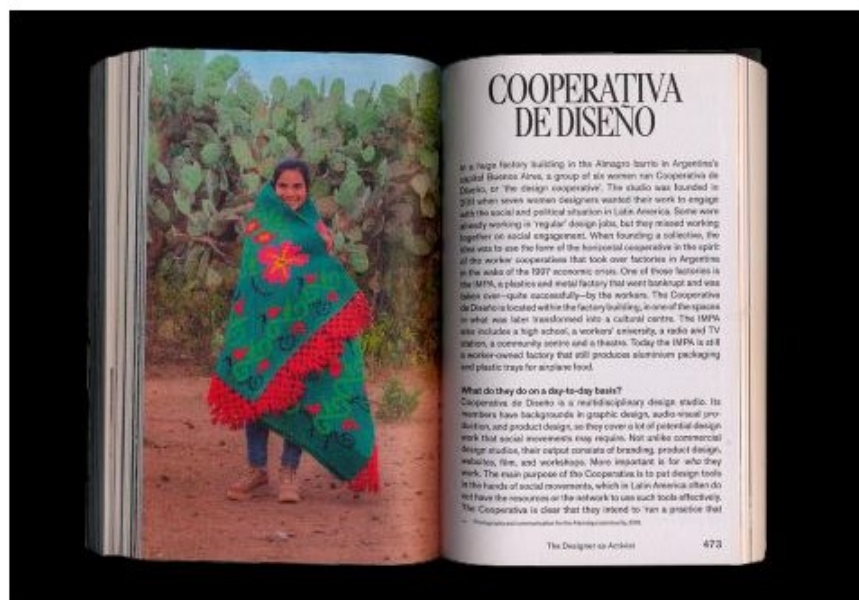 COOPERATIVA
DE DISEÑO
In a huge factory building in the Almagro barrio in Argentina's
capital Buenos Aires, a group of six women ran Cooperativa de
Diseño, or 'the design cooperative'. The studio was founded in
2011 when seven women designers wanted their work to engage
with the social and political situation in Latin America. Some were
already working in 'regular' design jobs, but they missed working
together on social engagement. When founding a collective, the
idea was to use the form of the horizontal cooperative in the spirit
of the worker cooperatives that took over factories in Argentina
in the wake of the 1997 economic crisis. One of those factories is
the IMPA, a plastics and metal factory that went bankrupt and was
taken over—quite successfully—by the workers. The Cooperativa
de Diseño is located within the factory building, in one of the spaces
in what was later transformed into a cultural centre. The IMPA
also includes a high school, a workers' university, a radio and TV
station, a community centre and a theatre. Today the IMPA is still
a worker-owned factory that still produces aluminium packaging
and plastic trays for airplane food.
What do they do on a day-to-day basis?
Cooperativa de Diseño is a multidisciplinary design studio. Its
members have backgrounds in graphic design, audio-visual pro-
duction, and product design, so they cover a lot of potential design
work that social movements may require. Not unlike commercial
design studios, their output consists of branding, product design,
websites, film, and workshops. More important is for who they
work. The main purpose of the Cooperativa is to put design tools
in the hands of social movements, which in Latin America often do
not have the resources or the network to use such tools effectively.
The Cooperativa is clear that they intend to 'run a practice that
The Designer as Activist
473